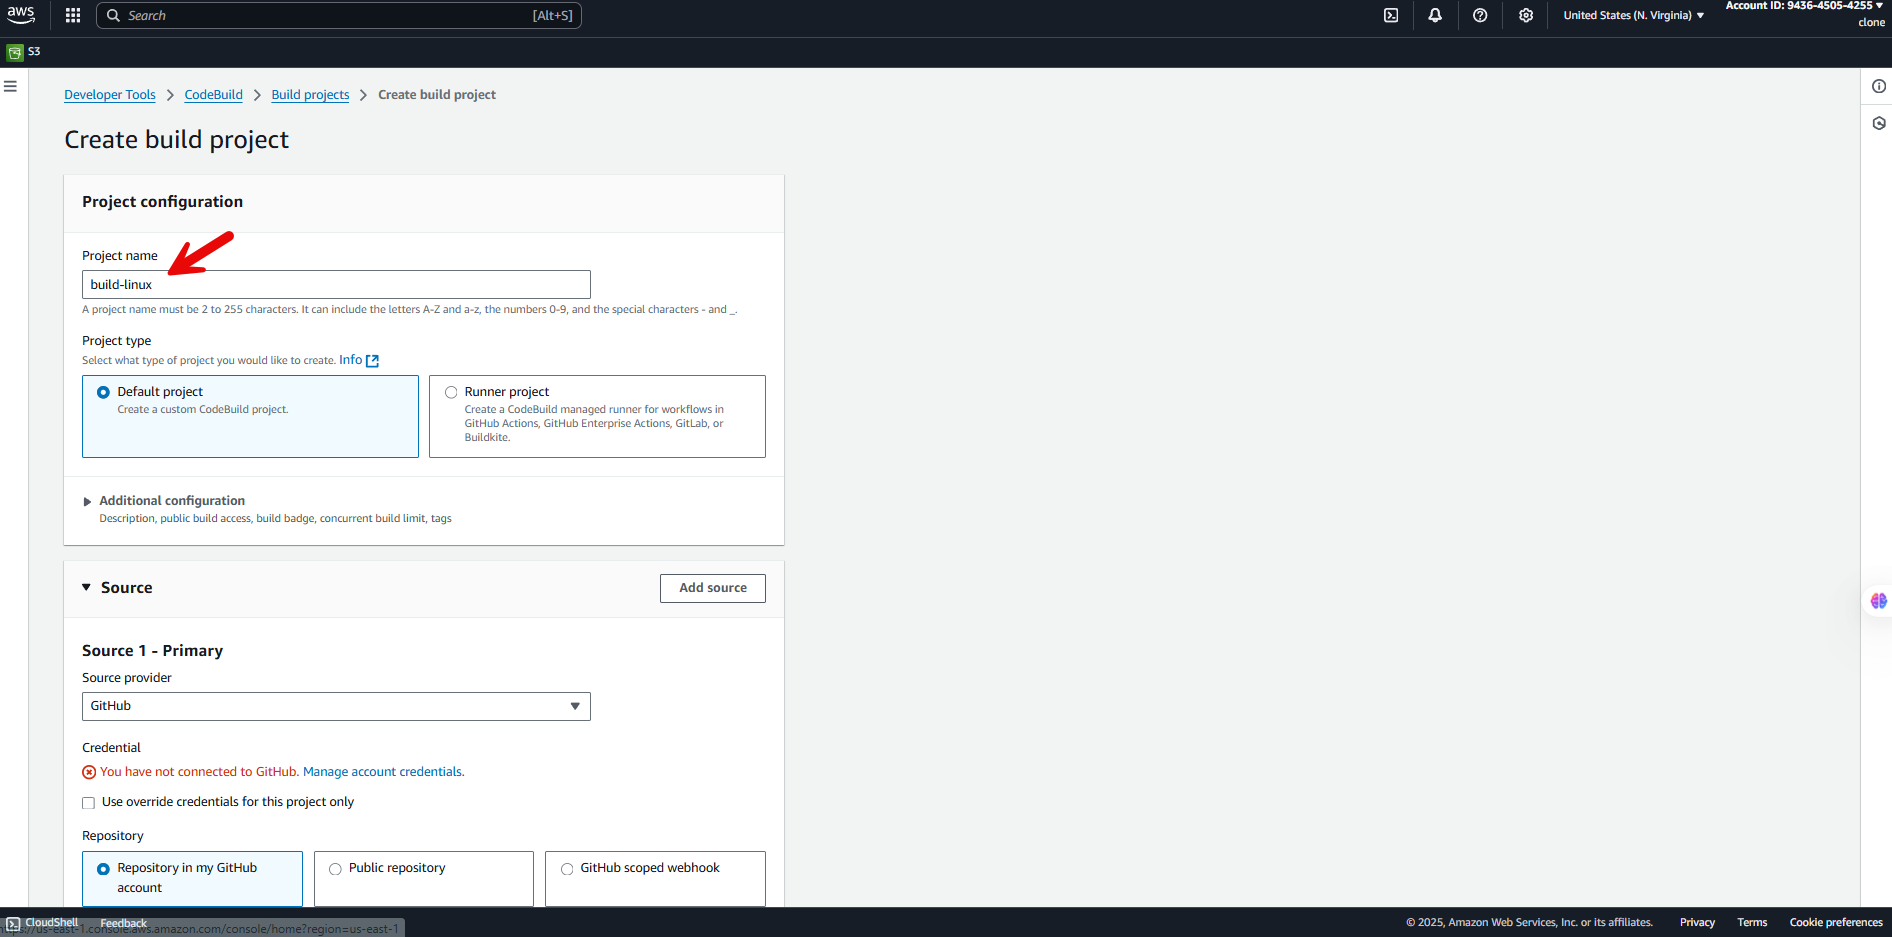 aws
Search [Alt+S]
United States (N. Virginia) ▼
Account ID: 9436-4505-4255 ▼
clone
S3
Developer Tools > CodeBuild > Build projects > Create build project
Create build project
Project configuration
Project name
build-linux
A project name must be 2 to 255 characters. It can include the letters A-Z and a-z, the numbers 0-9, and the special characters - and _.
Project type
Select what type of project you would like to create. Info
Default project
Create a custom CodeBuild project.
Runner project
Create a CodeBuild managed runner for workflows in
GitHub Actions, GitHub Enterprise Actions, GitLab, or
Buildkite.
Additional configuration
Description, public build access, build badge, concurrent build limit, tags
Source
Add source
Source 1 - Primary
Source provider
GitHub
Credential
You have not connected to GitHub. Manage account credentials.
Use override credentials for this project only
Repository
Repository in my GitHub
account
Public repository
GitHub scoped webhook
CloudShell Feedback
https://us-east-1.console.aws.amazon.com/console/home?region=us-east-1
© 2025, Amazon Web Services, Inc. or its affiliates. Privacy Terms Cookie preferences